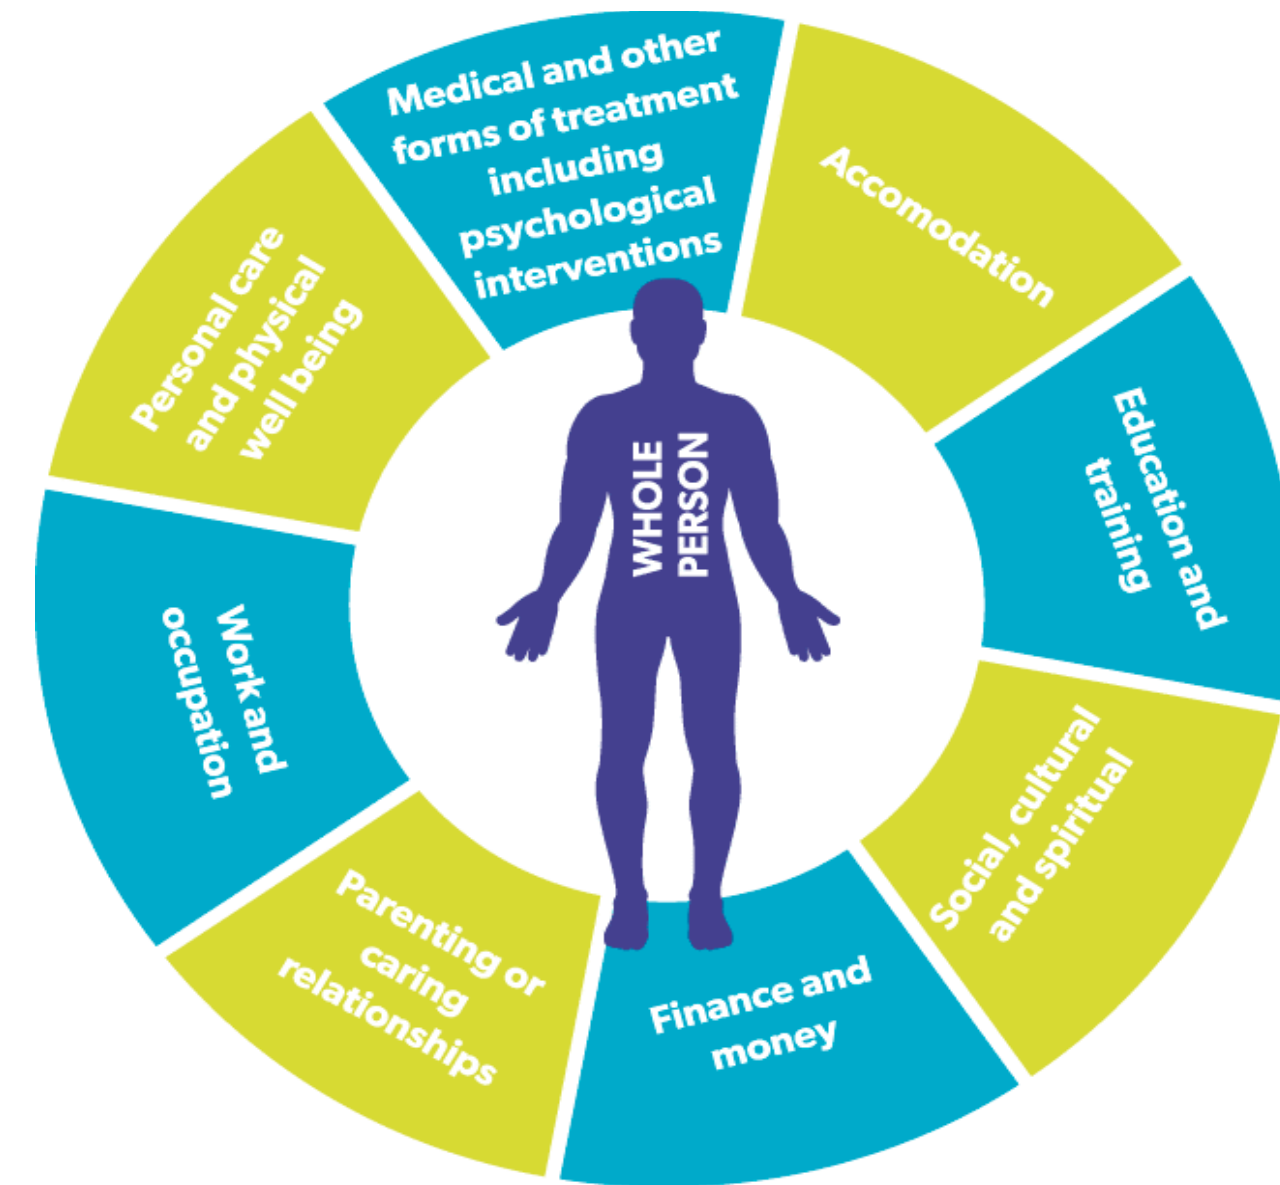 Medical and other
forms of treatment
including
psychological
interventions
Accomodation
Education and
training
Social, cultural
and spiritual
Finance and
money
Parenting or
caring
relationships
Work and
occupation
Personal care
and physical
well being
WHOLE
PERSON